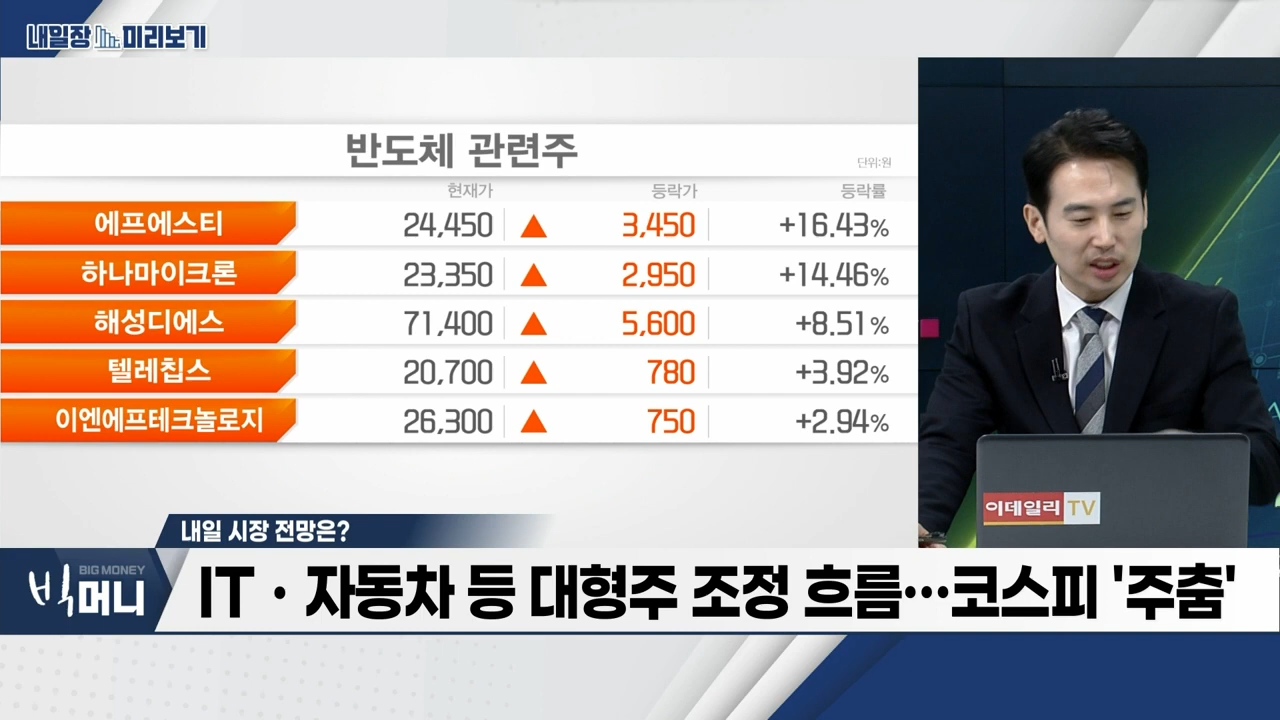 내일장 미리보기
반도체 관련주
단위:원
현재가 등락가 등락률
에프에스티 24,450 ▲ 3,450 +16.43%
하나마이크론 23,350 ▲ 2,950 +14.46%
해성디에스 71,400 ▲ 5,600 +8.51%
텔레칩스 20,700 ▲ 780 +3.92%
이엔에프테크놀로지 26,300 ▲ 750 +2.94%
이데일리 TV
내일 시장 전망은?
BIG MONEY
빅머니
IT·자동차 등 대형주 조정 흐름…코스피 '주춤'